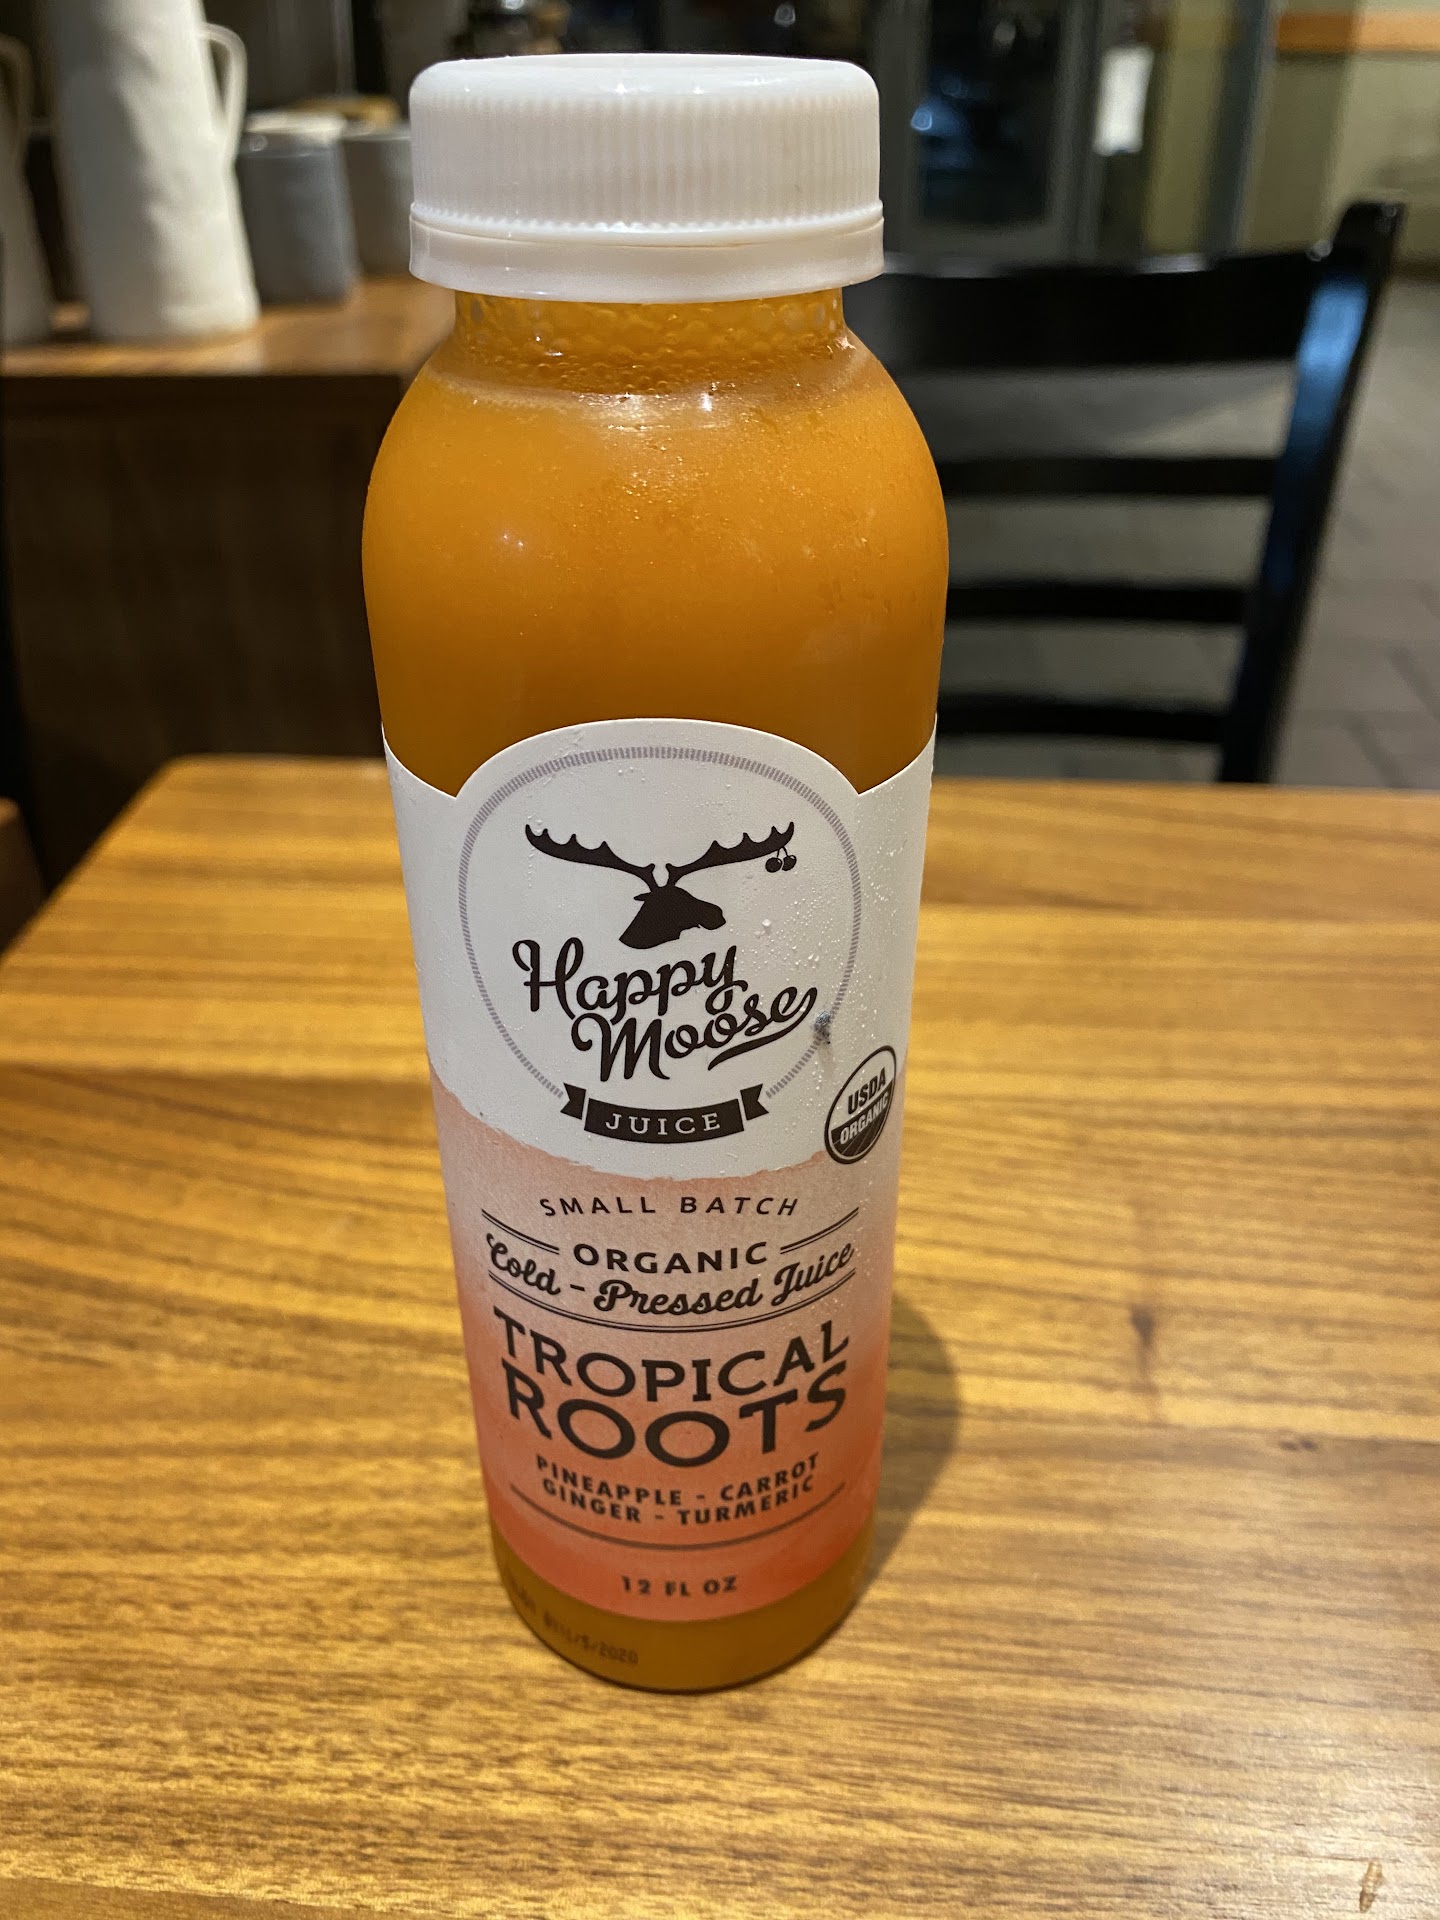 Happy
Moose
JUICE
USDA
ORGANIC
SMALL BATCH
ORGANIC
Cold-Pressed Juice
TROPICAL
ROOTS
PINEAPPLE - CARROT
GINGER - TURMERIC
12 FL OZ